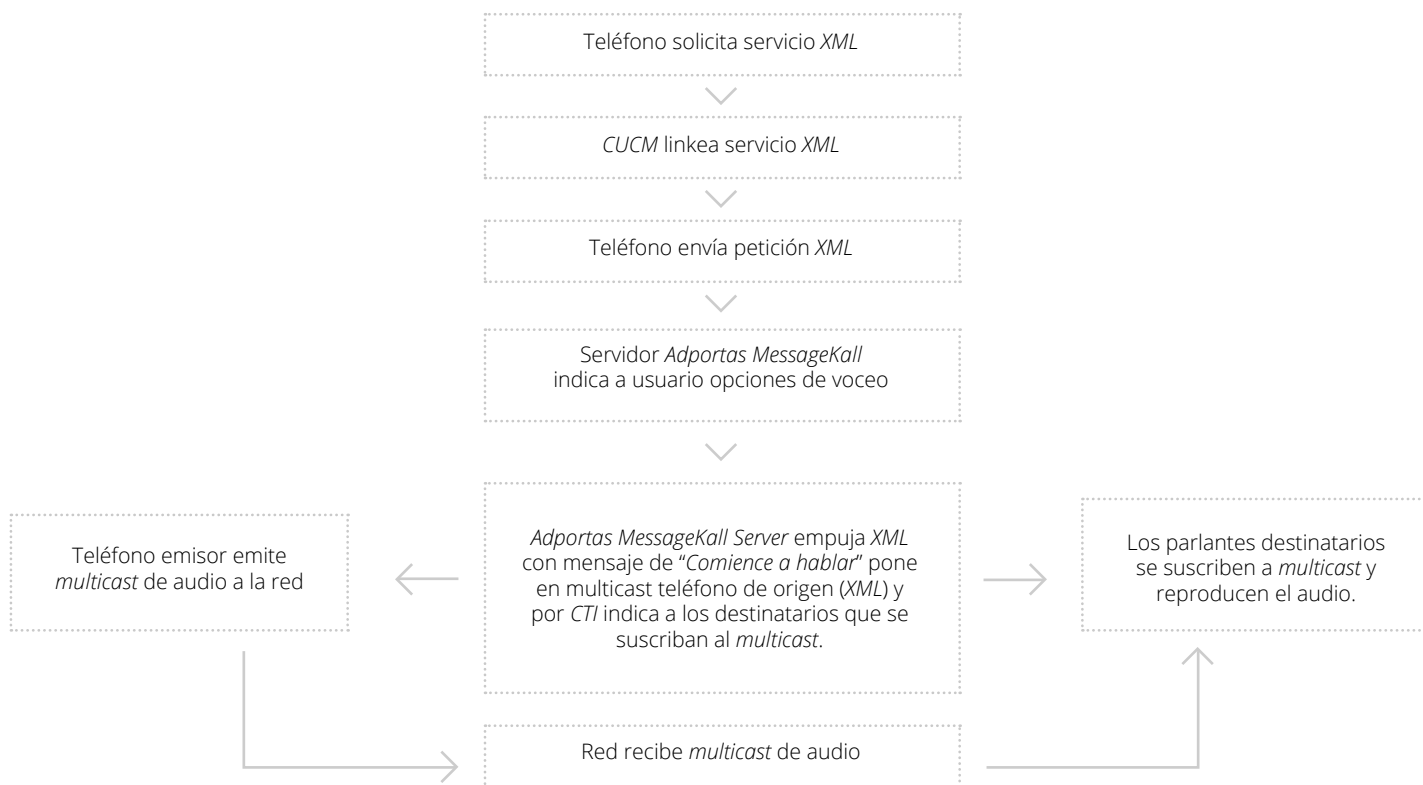 Teléfono solicita servicio XML
CUCM linkea servicio XML
Teléfono envía petición XML
Servidor Adportas MessageKall
indica a usuario opciones de voceo
Adportas MessageKall Server empuja XML
con mensaje de “Comience a hablar” pone
en multicast teléfono de origen (XML) y
por CTI indica a los destinatarios que se
suscriban al multicast.
Teléfono emisor emite
multicast de audio a la red
Los parlantes destinatarios
se suscriben a multicast y
reproducen el audio.
Red recibe multicast de audio